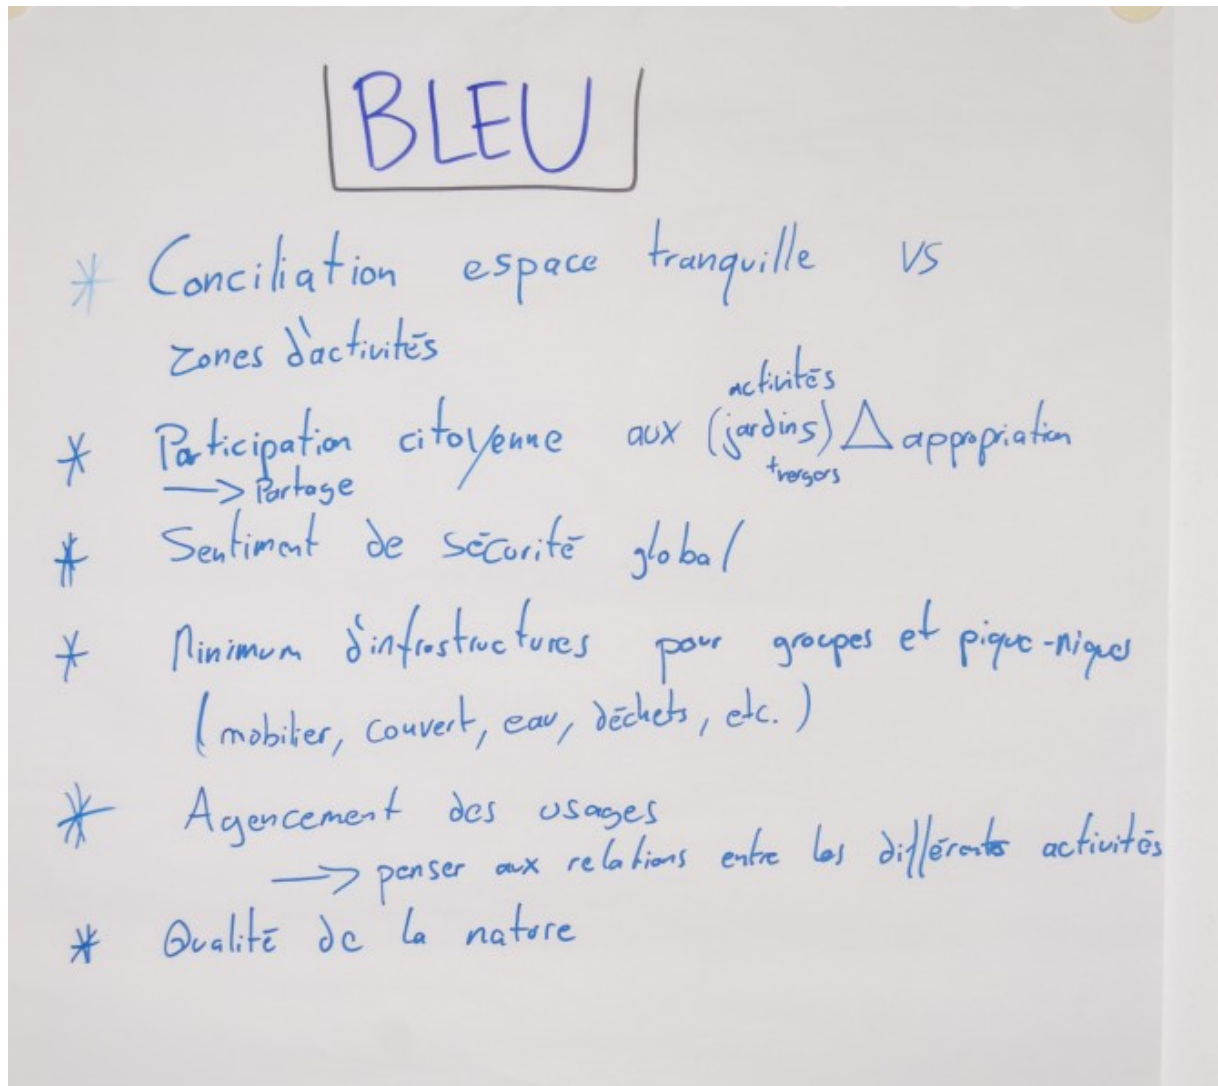 BLEU
* Conciliation espace tranquille VS
zones d'activités
activités
* Participation citoyenne aux (jardins) △ appropriation
+ vergers
→ Partage
* Sentiment de sécurité global
* Minimum d'infrastructures pour groupes et pique-niques
(mobilier, couvert, eau, déchets, etc.)
* Agencement des usages
→ penser aux relations entre les différents activités
* Qualité de la nature